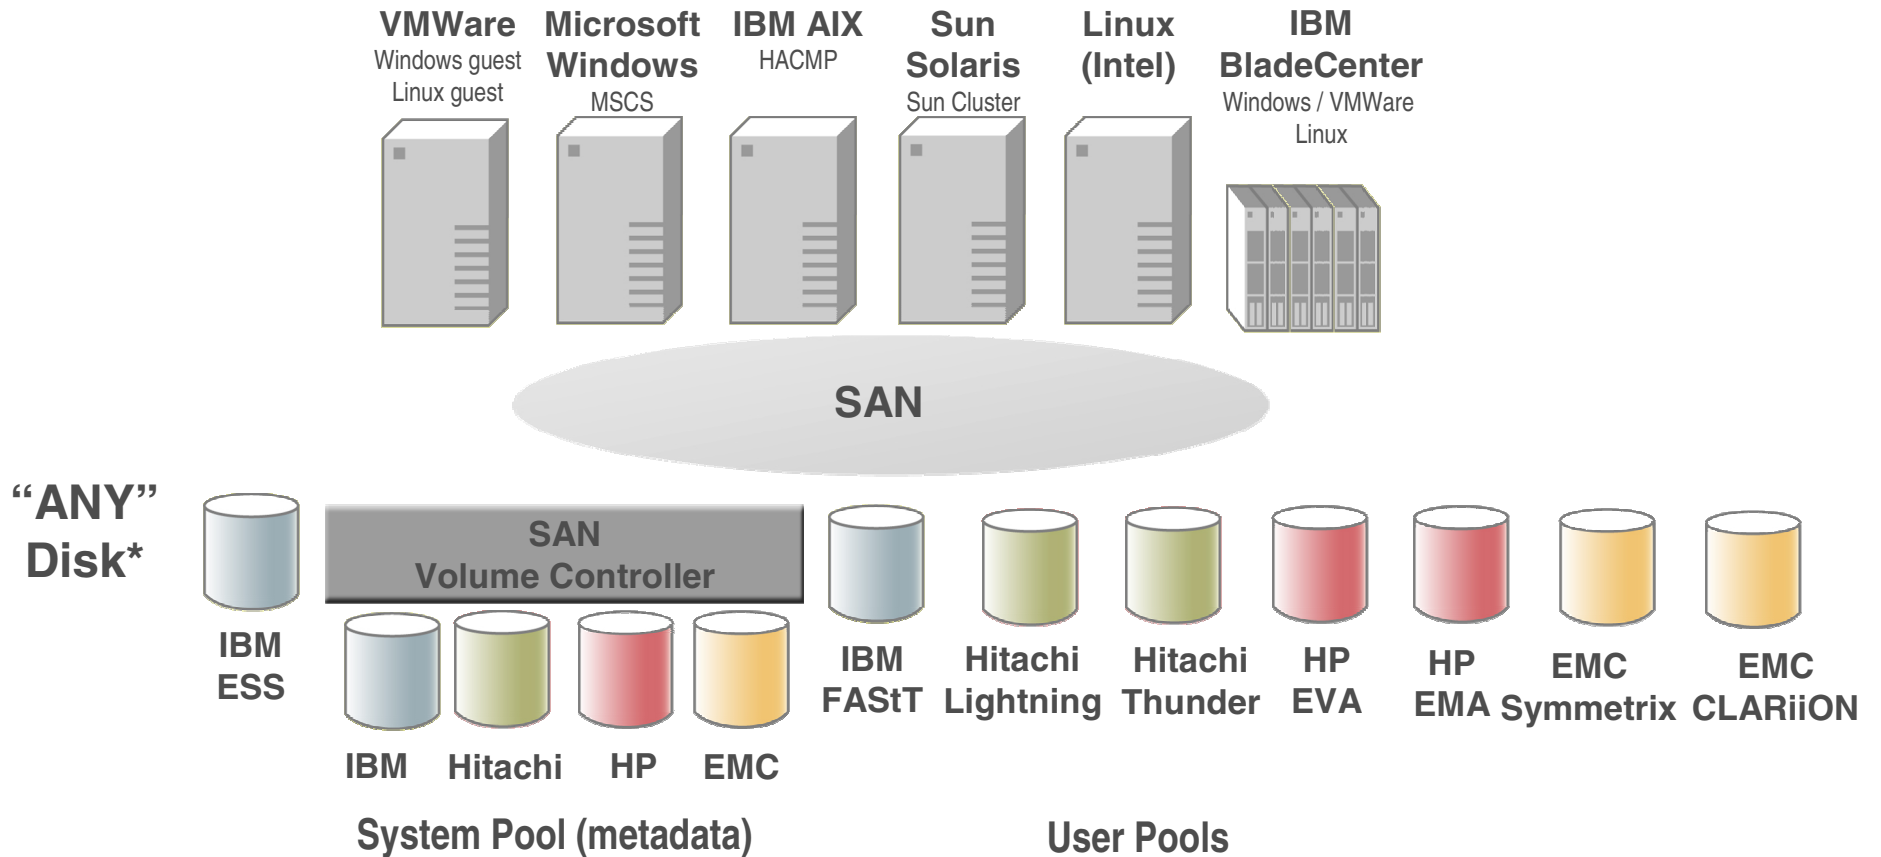 VMWare
Windows guest
Linux guest
Microsoft
Windows
MSCS
IBM AIX
HACMP
Sun
Solaris
Sun Cluster
Linux
(Intel)
IBM
BladeCenter
Windows / VMWare
Linux
SAN
“ANY”
Disk*
IBM
ESS
SAN
Volume Controller
IBM
Hitachi
HP
EMC
IBM
FAStT
Hitachi
Lightning
Hitachi
Thunder
HP
EVA
HP
EMA
EMC
Symmetrix
EMC
CLARiiON
System Pool (metadata)
User Pools